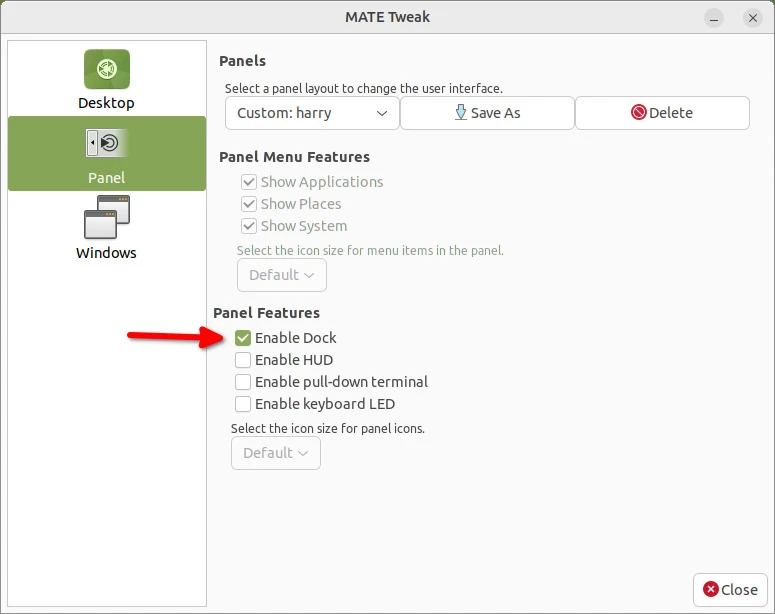 MATE Tweak
Desktop
Panel
Windows
Panels
Select a panel layout to change the user interface.
Custom: harry
Save As
Delete
Panel Menu Features
Show Applications
Show Places
Show System
Select the icon size for menu items in the panel.
Default
Panel Features
Enable Dock
Enable HUD
Enable pull-down terminal
Enable keyboard LED
Select the icon size for panel icons.
Default
Close